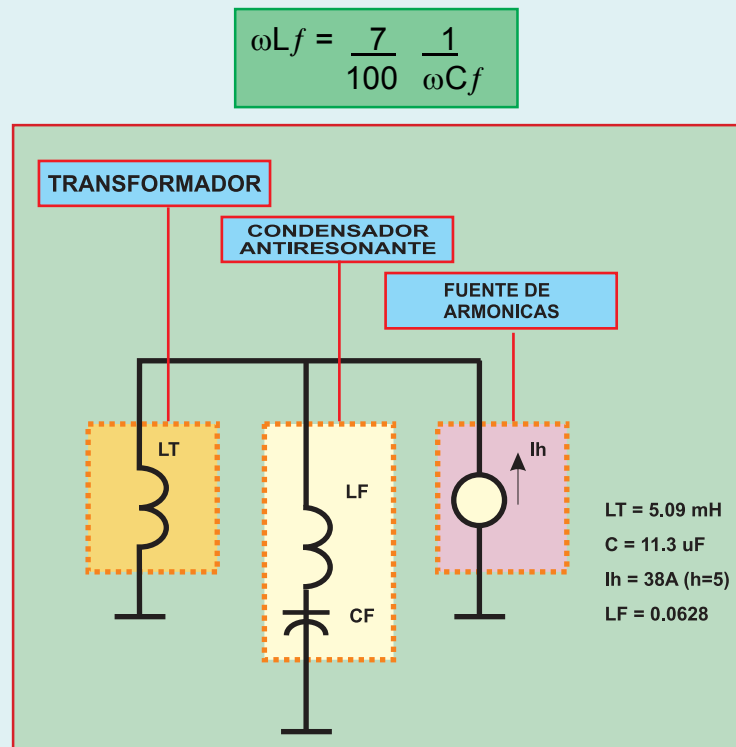 ωLf = 7/100 1/ωCf
TRANSFORMADOR
CONDENSADOR
ANTIRESONANTE
FUENTE DE
ARMONICAS
LT
LF
CF
Ih
LT = 5.09 mH
C = 11.3 uF
Ih = 38A (h=5)
LF = 0.0628